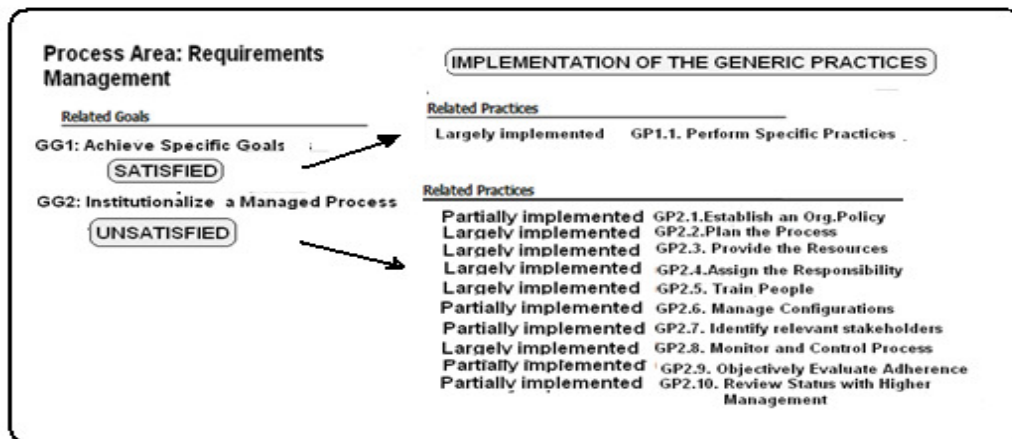 Process Area: Requirements
Management
Related Goals
GG1: Achieve Specific Goals
SATISFIED
GG2: Institutionalize a Managed Process
UNSATISFIED
IMPLEMENTATION OF THE GENERIC PRACTICES
Related Practices
Largely implemented GP1.1. Perform Specific Practices
Related Practices
Partially implemented GP2.1.Establish an Org.Policy
Largely implemented GP2.2.Plan the Process
Largely implemented GP2.3. Provide the Resources
Largely implemented GP2.4.Assign the Responsibility
Largely implemented GP2.5. Train People
Partially implemented GP2.6. Manage Configurations
Partially implemented GP2.7. Identify relevant stakeholders
Largely implemented GP2.8. Monitor and Control Process
Partially implemented GP2.9. Objectively Evaluate Adherence
Partially implemented GP2.10. Review Status with Higher
Management